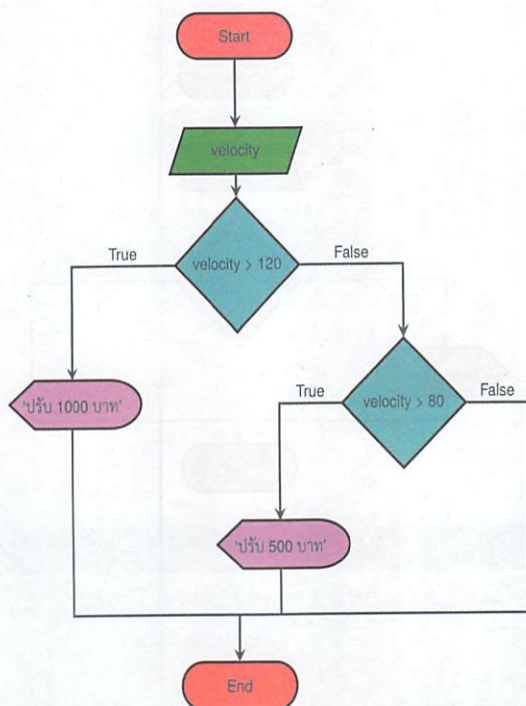 Start
velocity
velocity > 120
True
False
'ปรับ 1000 บาท'
velocity > 80
True
False
'ปรับ 500 บาท'
End